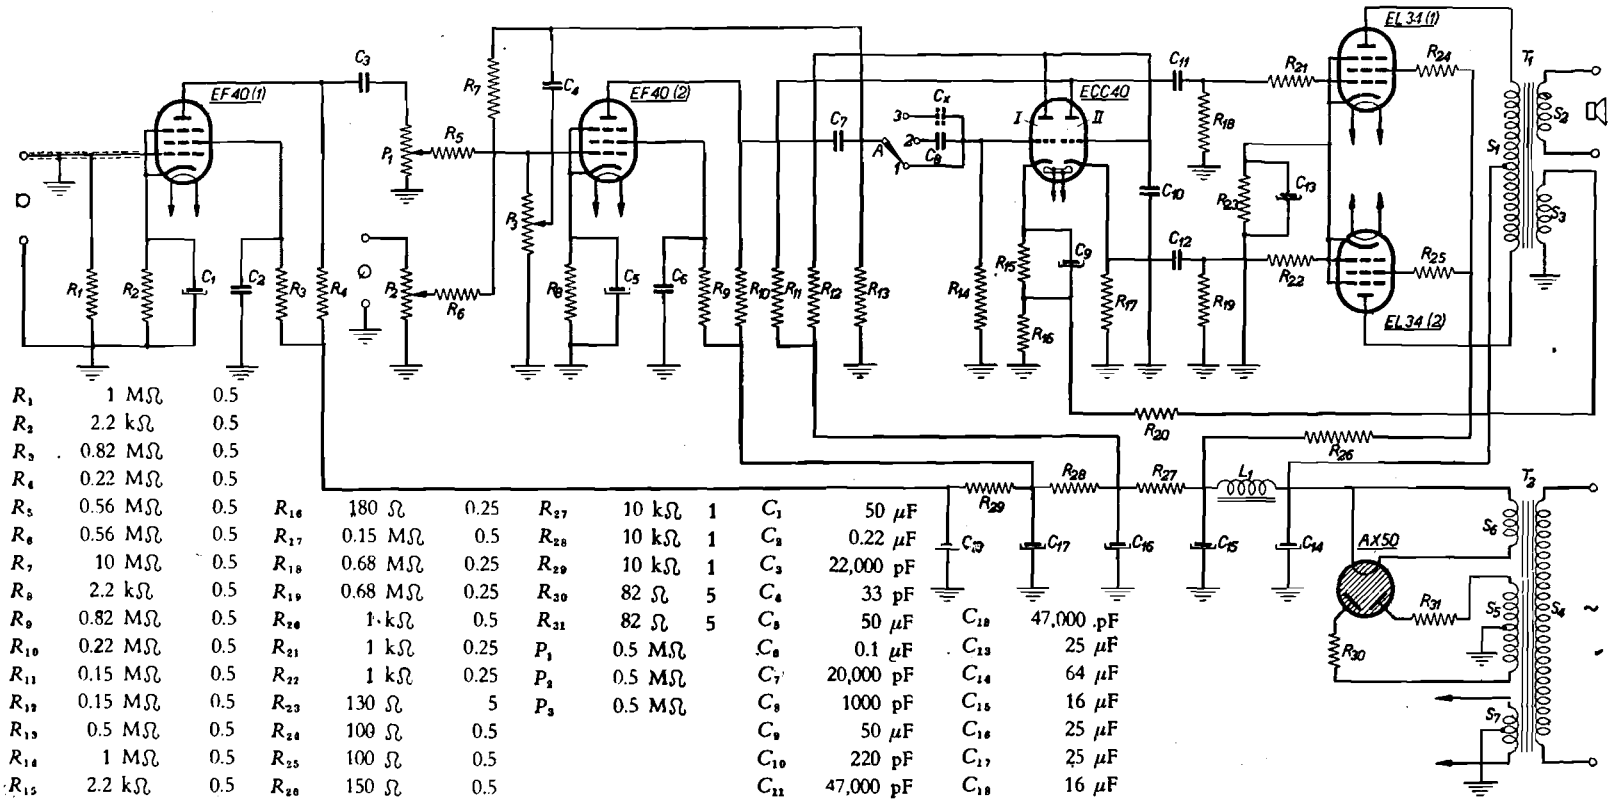 EF40(1)
C3
R7
C4
EF40(2)
ECC40
C11
R21
EL34(1)
R24
T1
P1
R5
C7
3
Cx
A
2
C8
1
I
II
R18
S1
S2
R23
C13
C10
P3
S3
P2
R6
R1
R2
C1
C2
R3
R4
R8
C5
C6
R9
R10
R11
R12
R13
R14
R15
C9
R16
R17
C12
R19
R22
R25
EL34(2)
R20
R26
R28
R27
L1
R29
T2
C17
C16
C15
C14
AX50
S6
S5
S4
R31
R30
S7
~
R1 1 MΩ 0.5
R2 2.2 kΩ 0.5
R3 0.82 MΩ 0.5
R4 0.22 MΩ 0.5
R5 0.56 MΩ 0.5 R16 180 Ω 0.25 R27 10 kΩ 1 C1 50 μF
R6 0.56 MΩ 0.5 R17 0.15 MΩ 0.5 R28 10 kΩ 1 C2 0.22 μF
R7 10 MΩ 0.5 R18 0.68 MΩ 0.25 R29 10 kΩ 1 C3 22,000 pF
R8 2.2 kΩ 0.5 R19 0.68 MΩ 0.25 R30 82 Ω 5 C4 33 pF
R9 0.82 MΩ 0.5 R20 1 kΩ 0.5 R31 82 Ω 5 C5 50 μF C12 47,000 pF
R10 0.22 MΩ 0.5 R21 1 kΩ 0.25 P1 0.5 MΩ C6 0.1 μF C13 25 μF
R11 0.15 MΩ 0.5 R22 1 kΩ 0.25 P2 0.5 MΩ C7 20,000 pF C14 64 μF
R12 0.15 MΩ 0.5 R23 130 Ω 5 P3 0.5 MΩ C8 1000 pF C15 16 μF
R13 0.5 MΩ 0.5 R24 100 Ω 0.5 C9 50 μF C16 25 μF
R14 1 MΩ 0.5 R25 100 Ω 0.5 C10 220 pF C17 25 μF
R15 2.2 kΩ 0.5 R26 150 Ω 0.5 C11 47,000 pF C18 16 μF